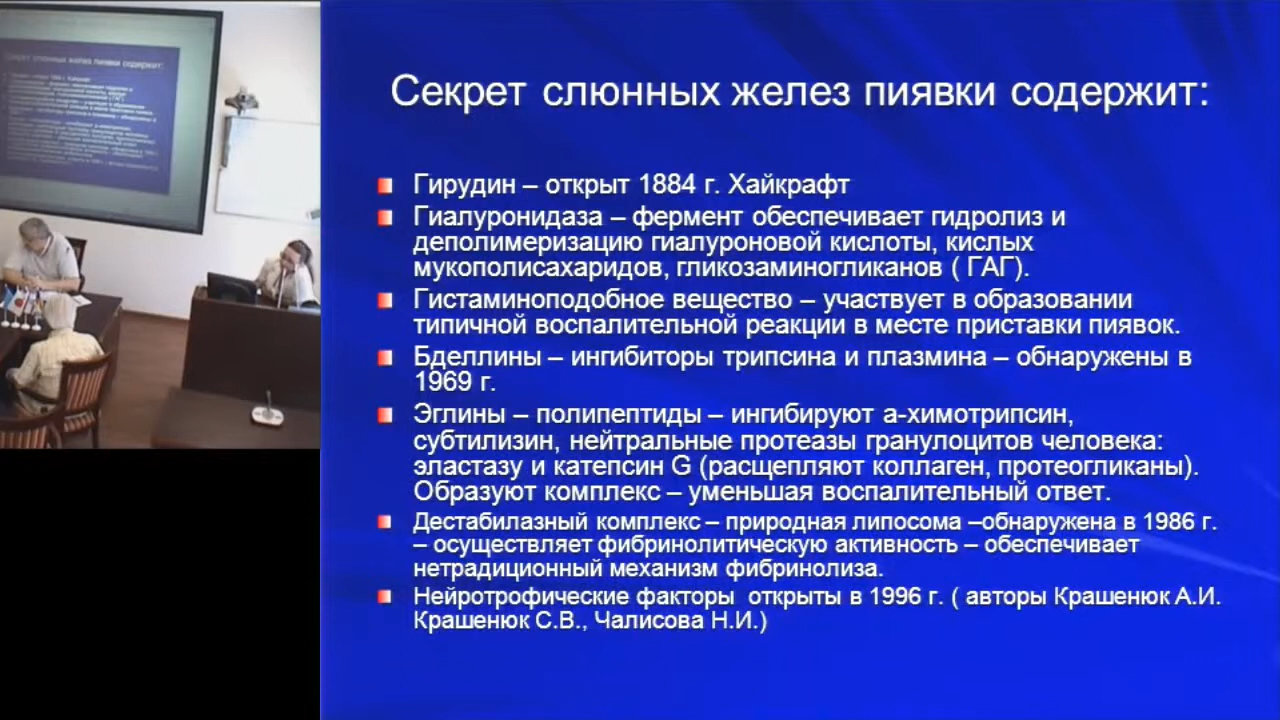 Секрет слюнных желез пиявки содержит:
Гирудин – открыт 1884 г. Хайкрафт
Гиалуронидаза – фермент обеспечивает гидролиз и
деполимеризацию гиалуроновой кислоты, кислых
мукополисахаридов, гликозаминогликанов ( ГАГ).
Гистаминоподобное вещество – участвует в образовании
типичной воспалительной реакции в месте приставки пиявок.
Бделлины – ингибиторы трипсина и плазмина – обнаружены в
1969 г.
Эглины – полипептиды – ингибируют а-химотрипсин,
субтилизин, нейтральные протеазы гранулоцитов человека:
эластазу и катепсин G (расщепляют коллаген, протеогликаны).
Образуют комплекс – уменьшая воспалительный ответ.
Дестабилазный комплекс – природная липосома –обнаружена в 1986 г.
– осуществляет фибринолитическую активность – обеспечивает
нетрадиционный механизм фибринолиза.
Нейротрофические факторы  открыты в 1996 г. ( авторы Крашенюк А.И.
Крашенюк С.В., Чалисова Н.И.)